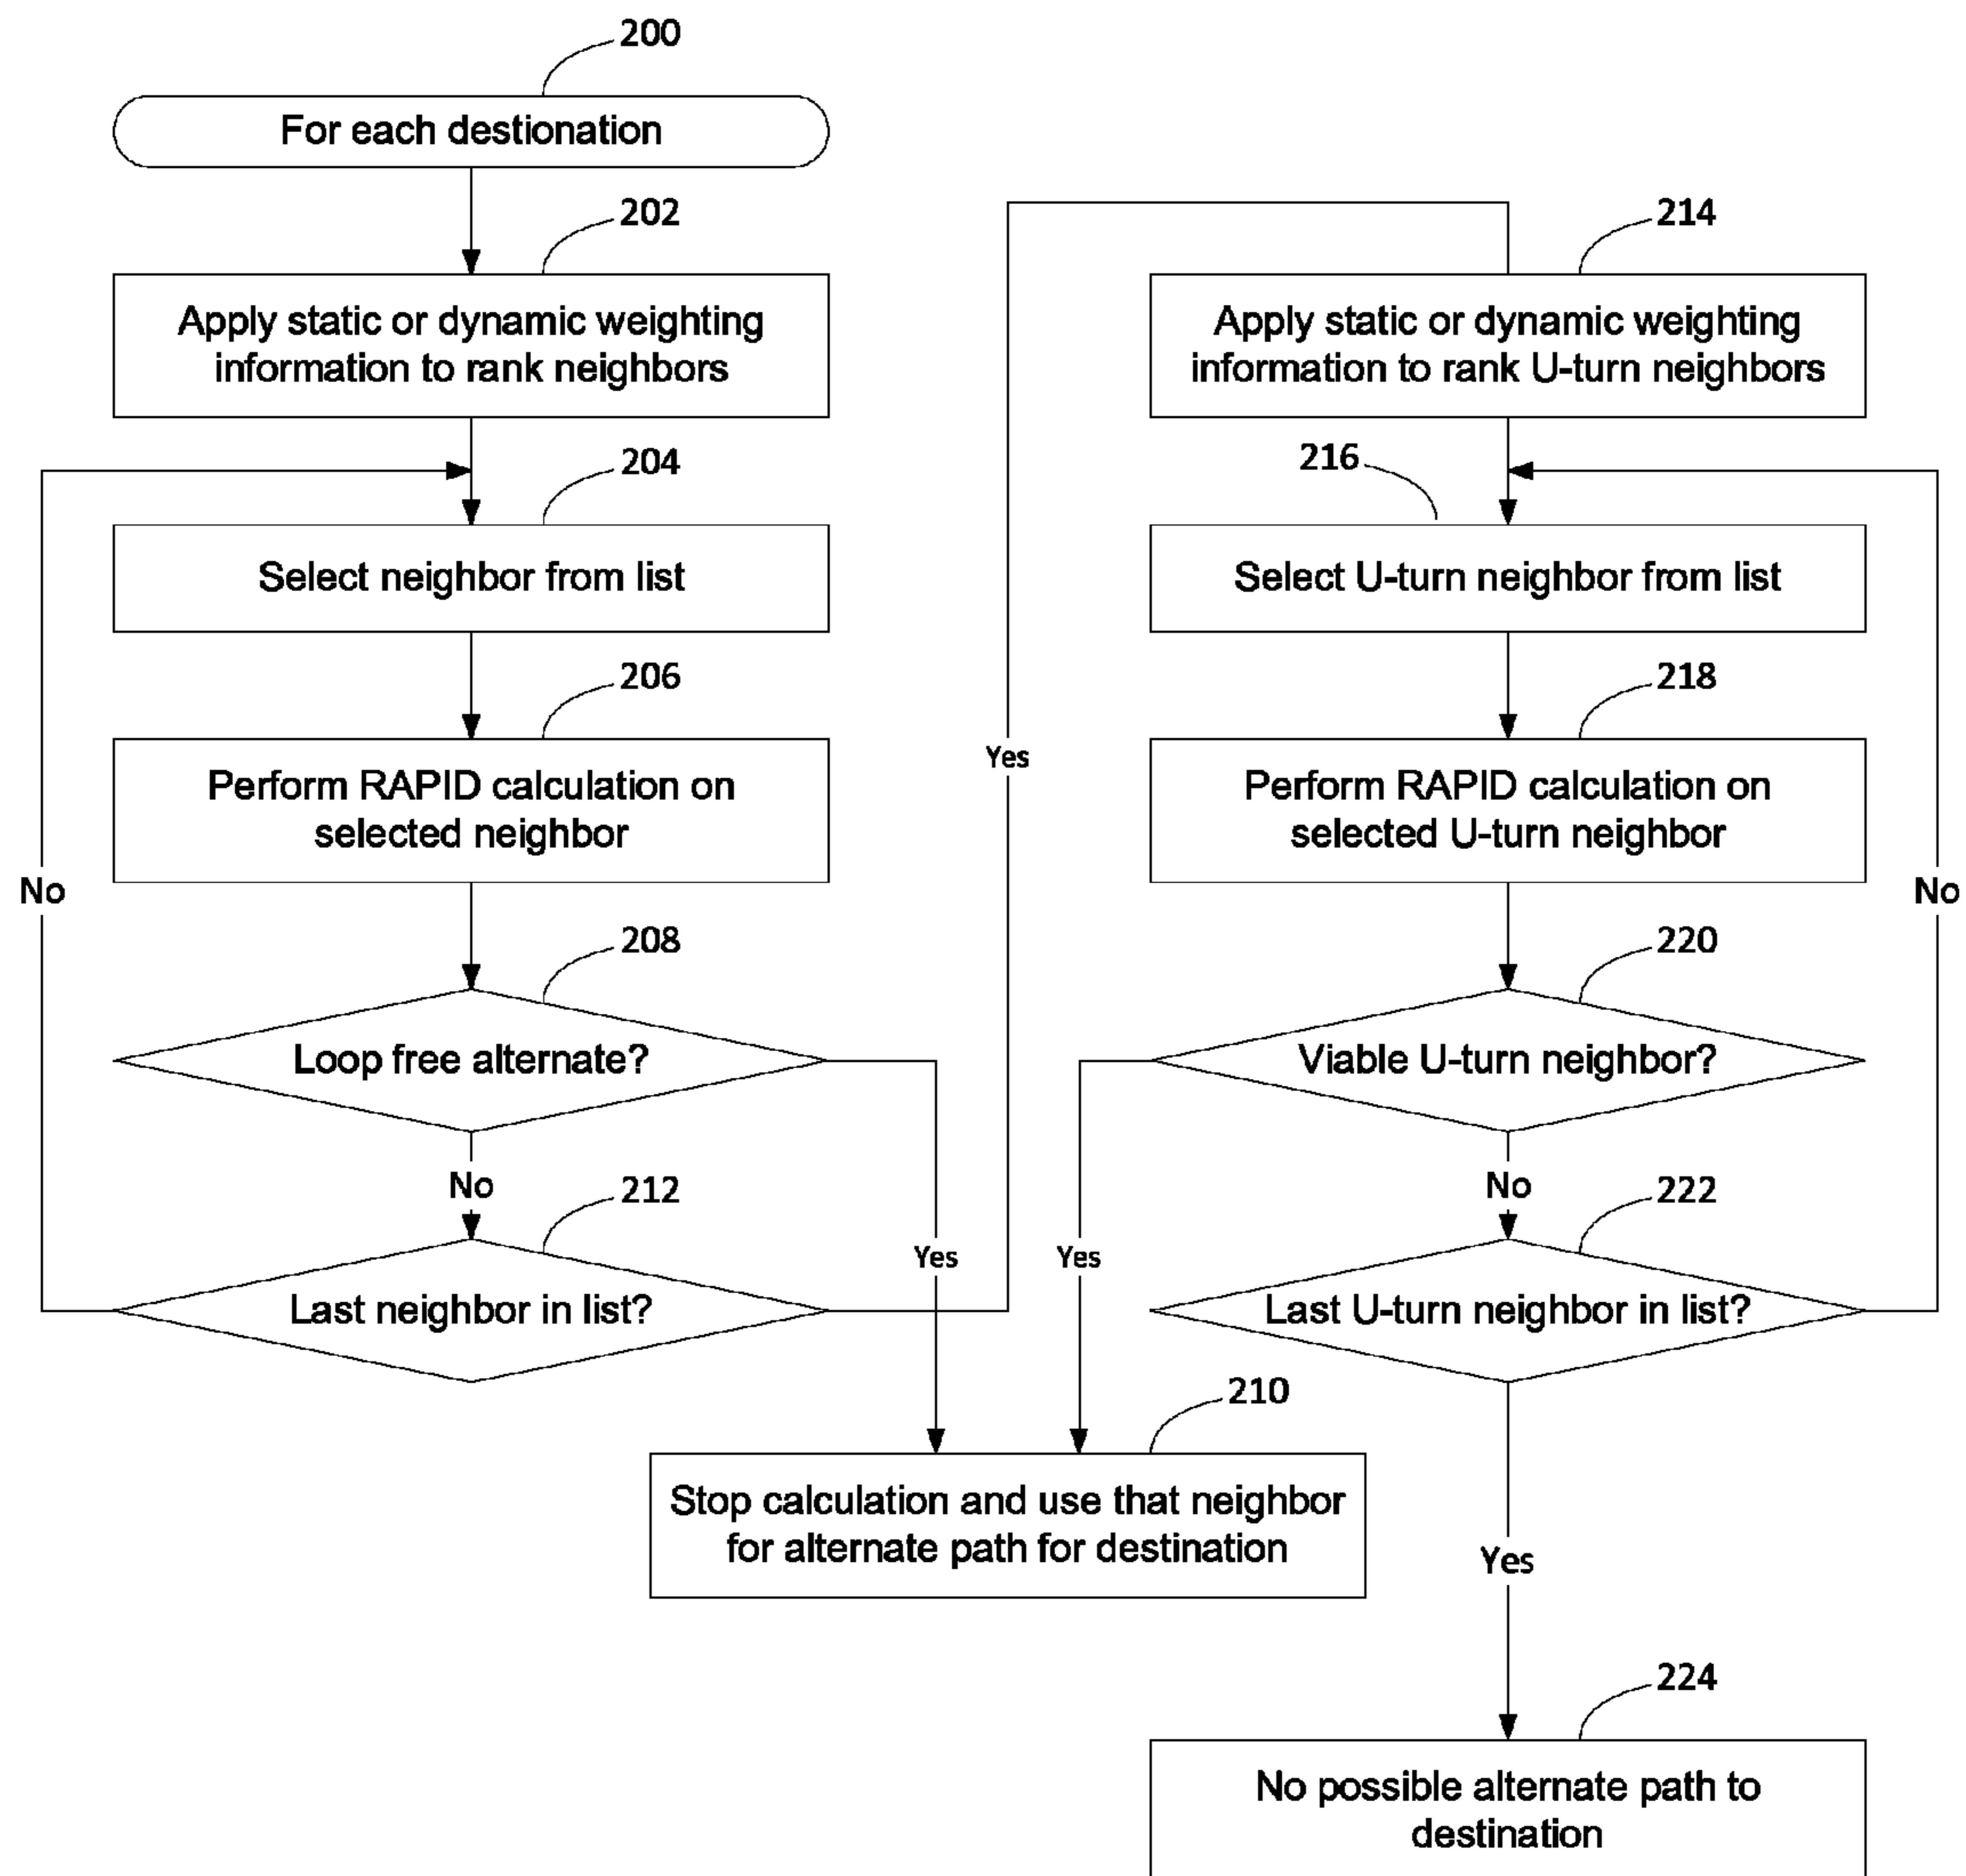 200
For each destionation
202
Apply static or dynamic weighting
information to rank neighbors
204
Select neighbor from list
206
Perform RAPID calculation on
selected neighbor
No
208
Loop free alternate?
No
212
Last neighbor in list?
Yes
Yes
214
Apply static or dynamic weighting
information to rank U-turn neighbors
216
Select U-turn neighbor from list
218
Perform RAPID calculation on
selected U-turn neighbor
No
220
Viable U-turn neighbor?
Yes
No
222
Last U-turn neighbor in list?
210
Stop calculation and use that neighbor
for alternate path for destination
Yes
224
No possible alternate path to
destination